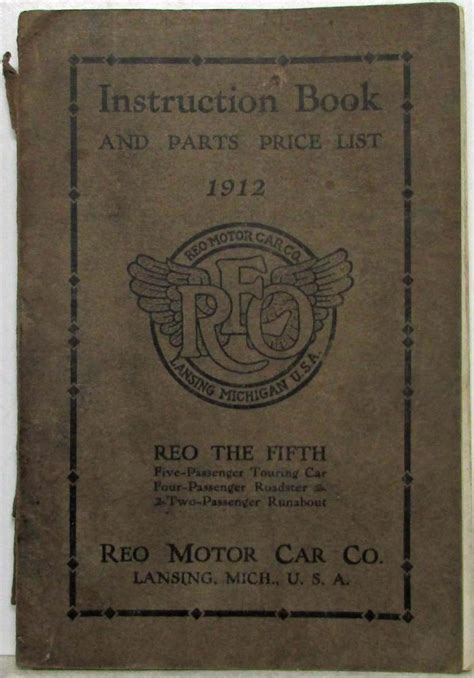 Instruction Book
AND PARTS PRICE LIST
1912
REO MOTOR CAR CO.
REO
LANSING MICHIGAN U.S.A.
REO THE FIFTH
Five-Passenger Touring Car
Four-Passenger Roadster
Two-Passenger Runabout
REO MOTOR CAR CO.
LANSING, MICH., U. S. A.